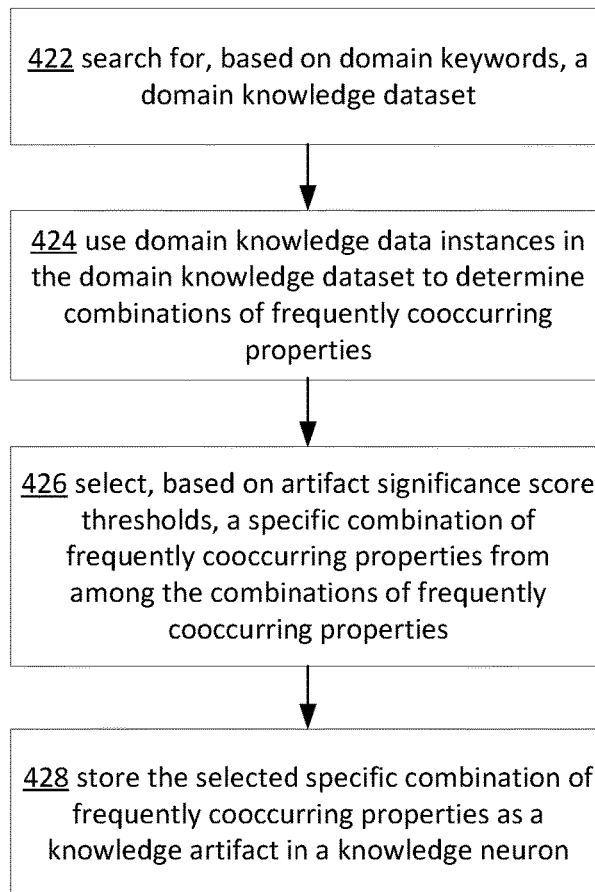 422 search for, based on domain keywords, a
domain knowledge dataset
424 use domain knowledge data instances in
the domain knowledge dataset to determine
combinations of frequently cooccurring
properties
426 select, based on artifact significance score
thresholds, a specific combination of
frequently cooccurring properties from
among the combinations of frequently
cooccurring properties
428 store the selected specific combination of
frequently cooccurring properties as a
knowledge artifact in a knowledge neuron